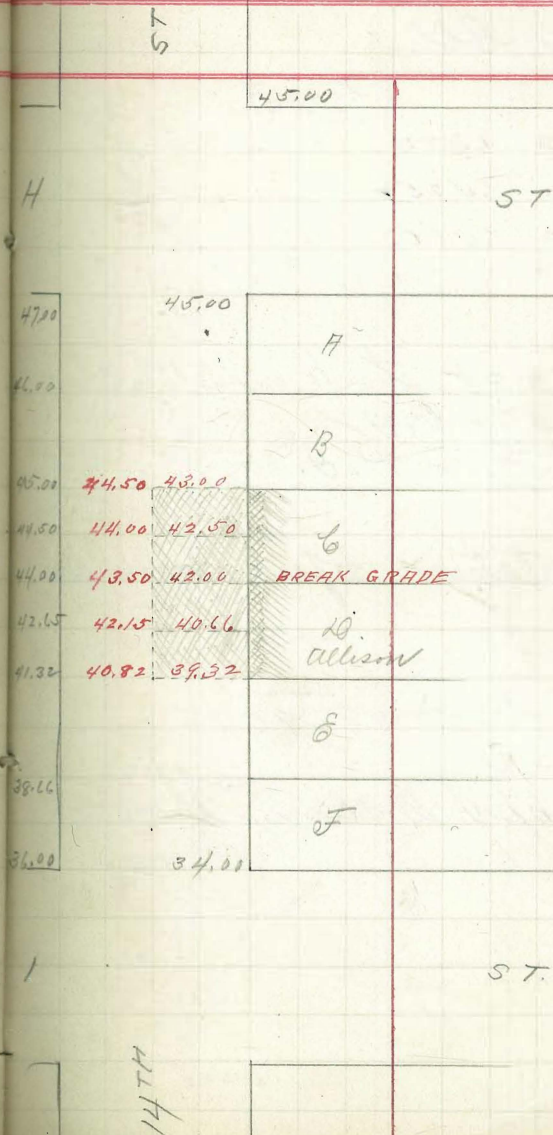 ST
45.00
H ST
47.00 45.00
A
46.00
B
45.00 44.50 43.00
44.50 44.00 42.50
C
44.00 43.50 42.00 BREAK GRADE
42.65 42.15 40.66
D
Allison
41.32 40.82 39.32
E
38.66
F
36.00 34.00
I ST.
14TH